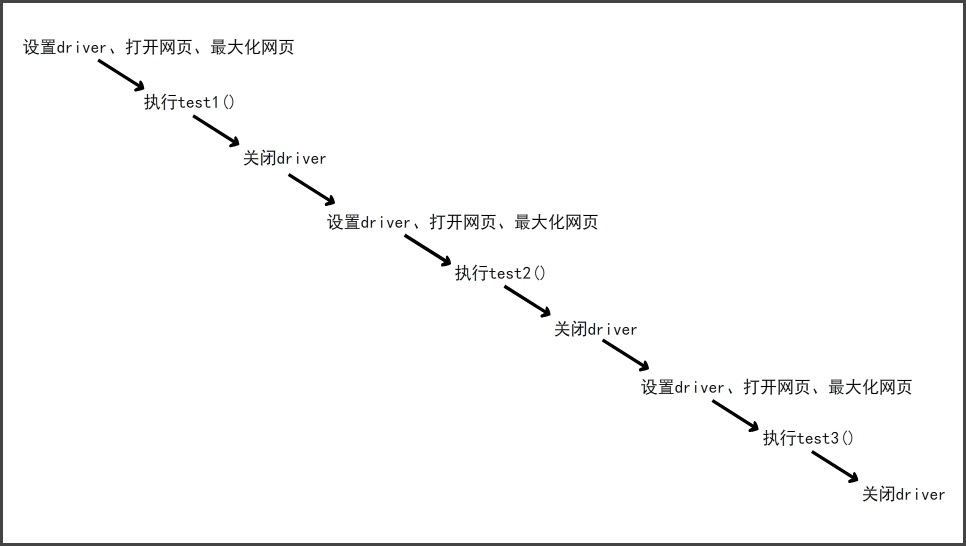 设置driver、打开网页、最大化网页
执行test1()
关闭driver
设置driver、打开网页、最大化网页
执行test2()
关闭driver
设置driver、打开网页、最大化网页
执行test3()
关闭driver